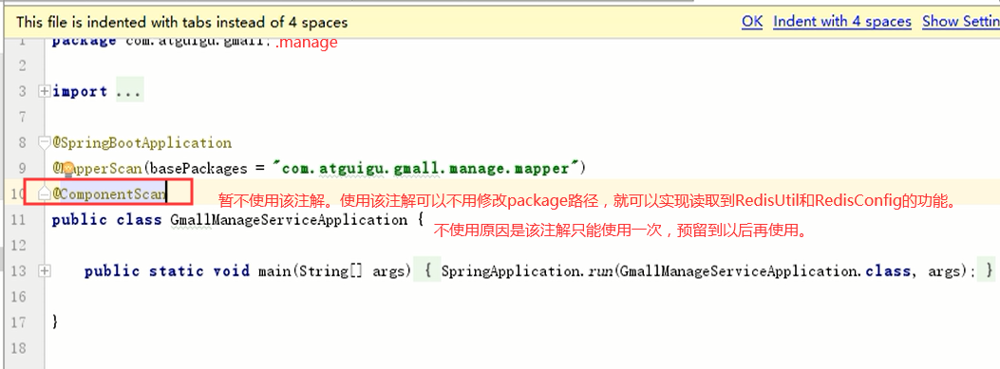 This file is indented with tabs instead of 4 spaces OK Indent with 4 spaces Show Settin
1 package com.atguigu.gmall; .manage
2
3 import ...
7
8 @SpringBootApplication
9 @MapperScan(basePackages = "com.atguigu.gmall.manage.mapper")
10 @ComponentScan 暂不使用该注解。使用该注解可以不用修改package路径，就可以实现读取到RedisUtil和RedisConfig的功能。
11 public class GmallManageServiceApplication { 不使用原因是该注解只能使用一次，预留到以后再使用。
12
13 public static void main(String[] args) { SpringApplication.run(GmallManageServiceApplication.class, args); }
16
17 }
18